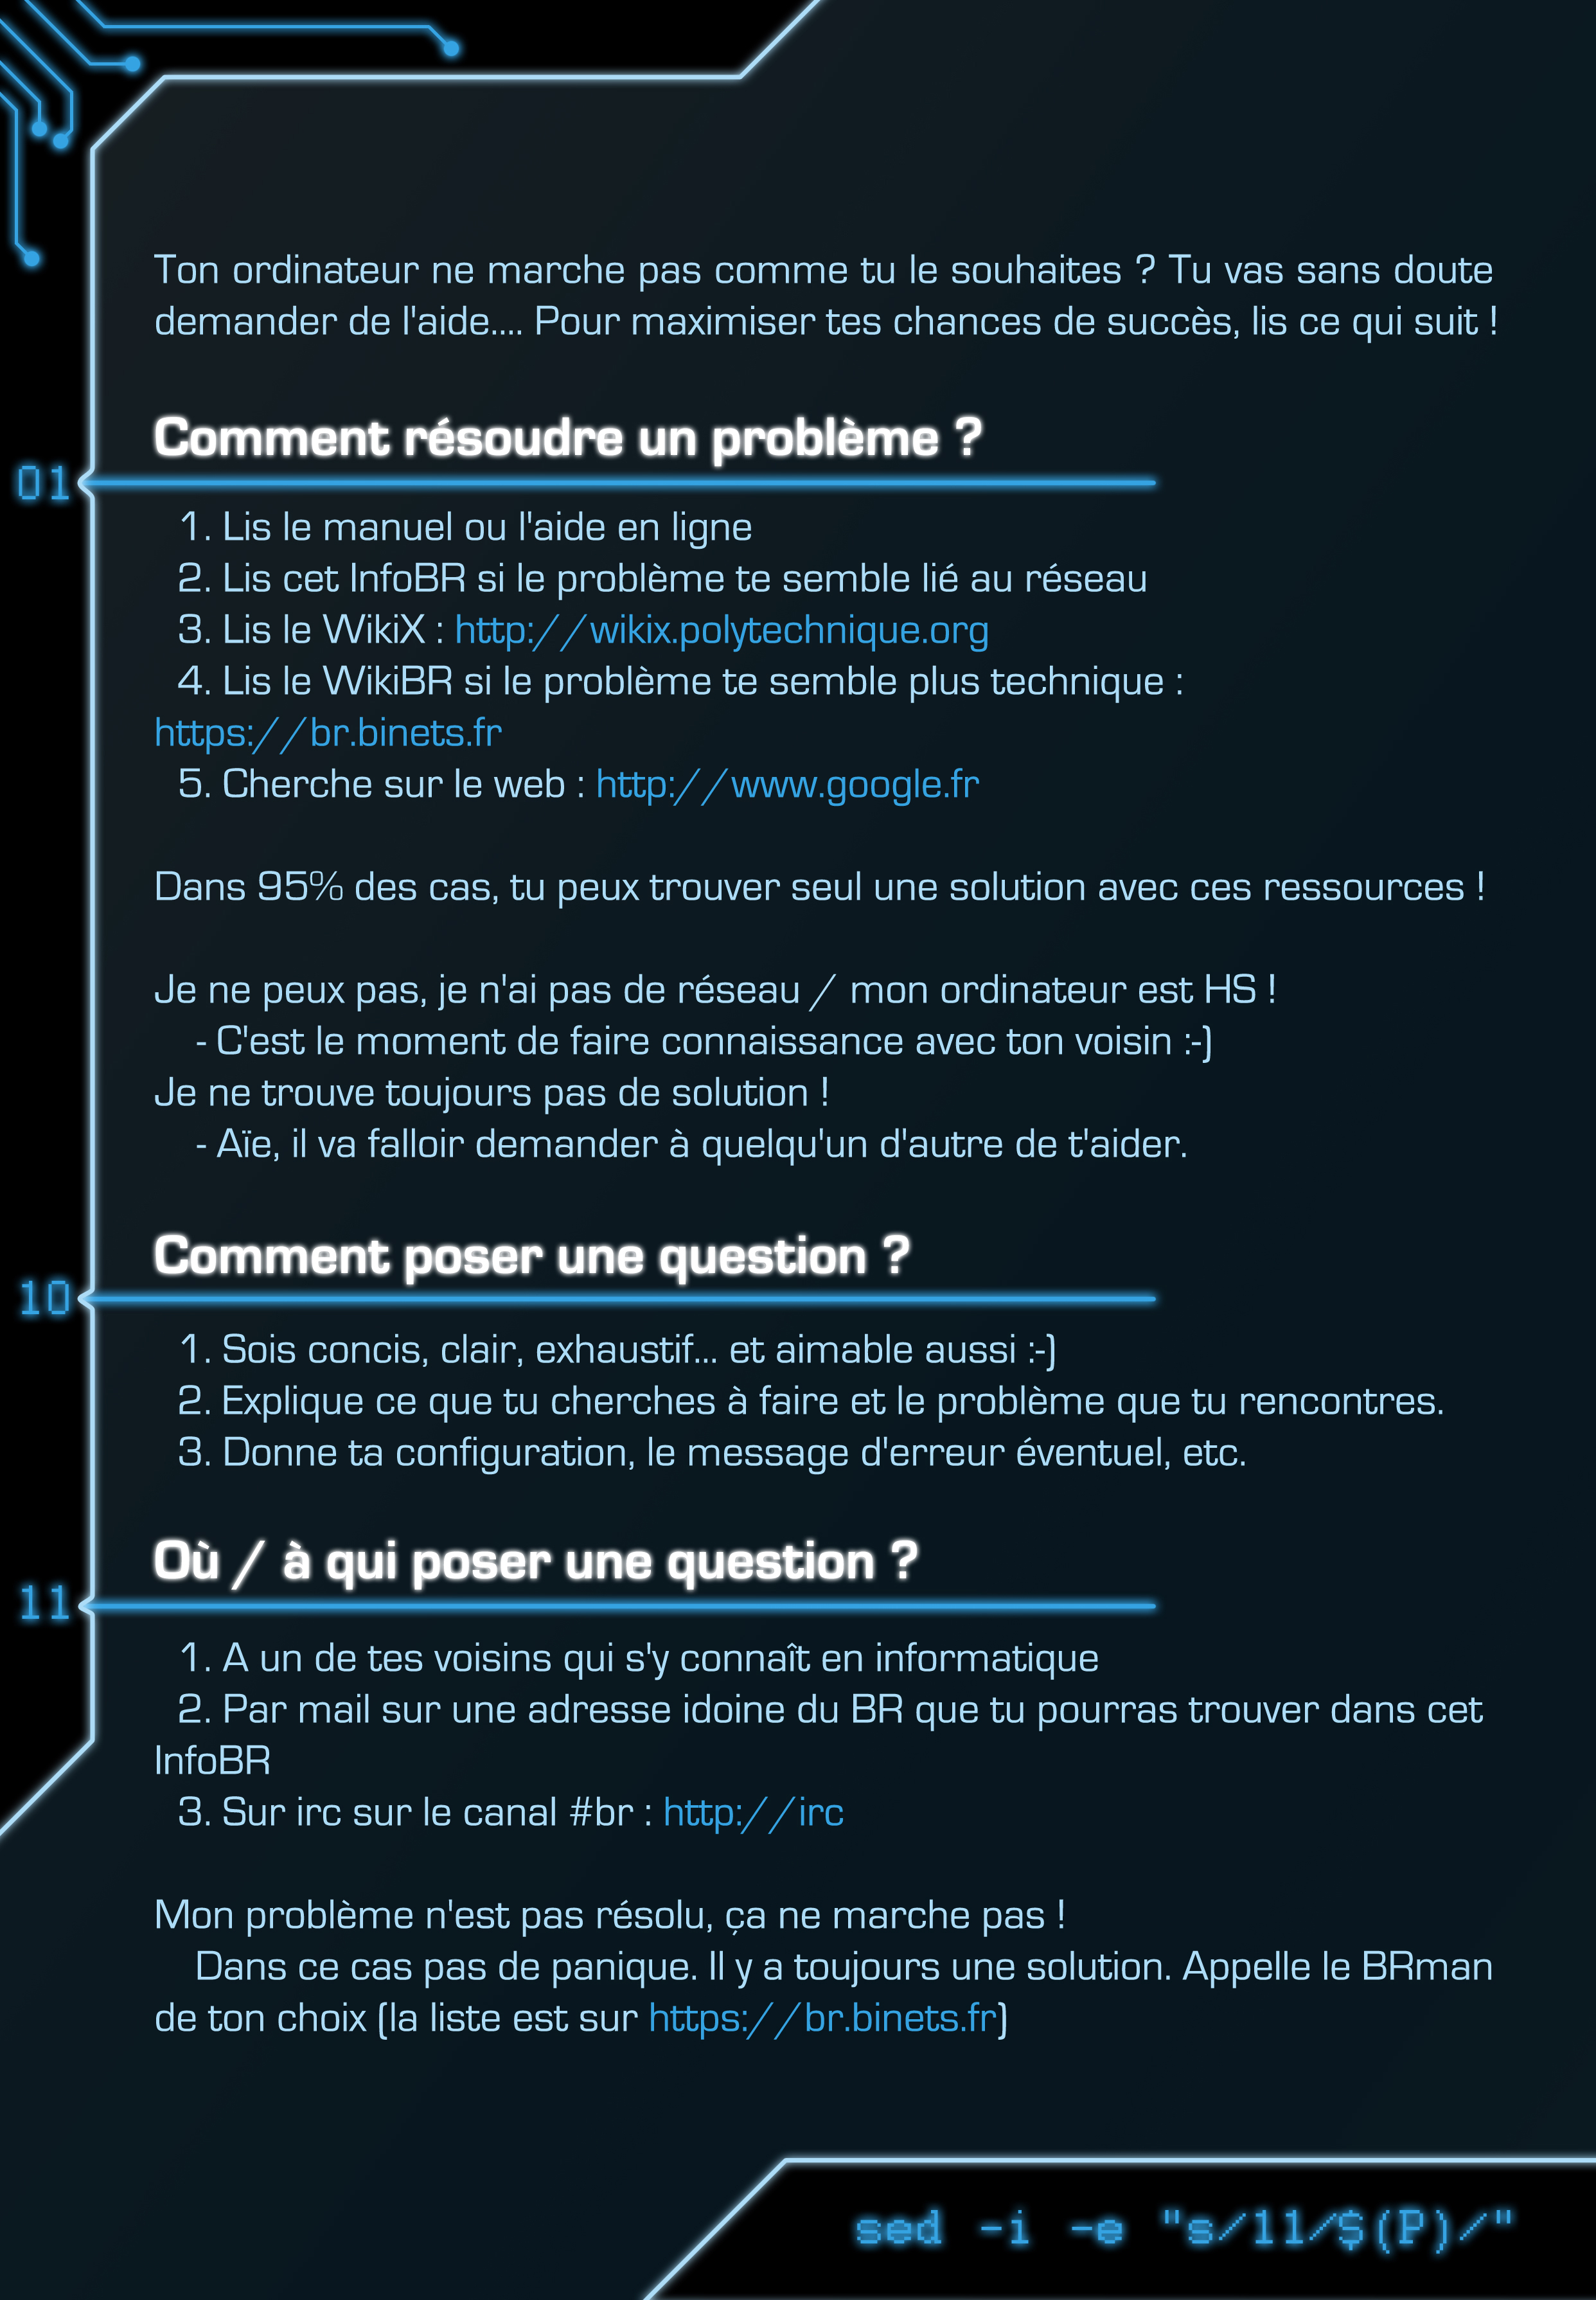 Ton ordinateur ne marche pas comme tu le souhaites ? Tu vas sans doute
demander de l'aide.... Pour maximiser tes chances de succès, lis ce qui suit !
Comment résoudre un problème ?
01
1. Lis le manuel ou l'aide en ligne
2. Lis cet InfoBR si le problème te semble lié au réseau
3. Lis le WikiX : http://wikix.polytechnique.org
4. Lis le WikiBR si le problème te semble plus technique :
https://br.binets.fr
5. Cherche sur le web : http://www.google.fr
Dans 95% des cas, tu peux trouver seul une solution avec ces ressources !
Je ne peux pas, je n'ai pas de réseau / mon ordinateur est HS !
- C'est le moment de faire connaissance avec ton voisin :-)
Je ne trouve toujours pas de solution !
- Aïe, il va falloir demander à quelqu'un d'autre de t'aider.
Comment poser une question ?
10
1. Sois concis, clair, exhaustif... et aimable aussi :-)
2. Explique ce que tu cherches à faire et le problème que tu rencontres.
3. Donne ta configuration, le message d'erreur éventuel, etc.
Où / à qui poser une question ?
11
1. A un de tes voisins qui s'y connaît en informatique
2. Par mail sur une adresse idoine du BR que tu pourras trouver dans cet
InfoBR
3. Sur irc sur le canal #br : http://irc
Mon problème n'est pas résolu, ça ne marche pas !
Dans ce cas pas de panique. Il y a toujours une solution. Appelle le BRman
de ton choix (la liste est sur https://br.binets.fr)
sed -i -e "s/11/$(P)/"